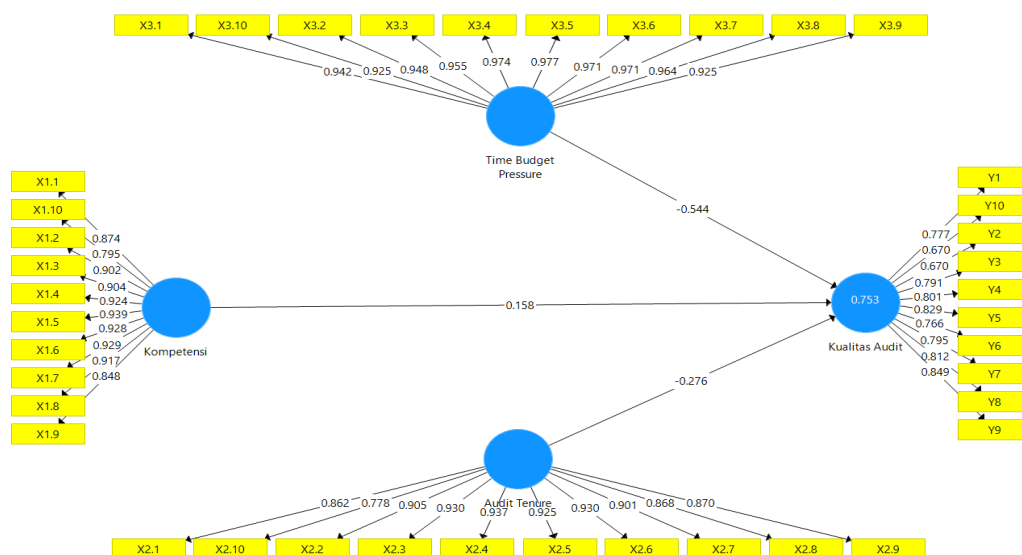 X3.1 X3.10 X3.2 X3.3 X3.4 X3.5 X3.6 X3.7 X3.8 X3.9
0.942 0.925 0.948 0.955 0.974 0.977 0.971 0.971 0.964 0.925
Time Budget
Pressure
-0.544
X1.1
X1.10
X1.2
X1.3
X1.4
X1.5
X1.6
X1.7
X1.8
X1.9
0.874
0.795
0.902
0.904
0.924
0.939
0.928
0.929
0.917
0.848
Kompetensi
0.158
0.753
Kualitas Audit
0.777
0.670
0.670
0.791
0.801
0.829
0.766
0.795
0.812
0.849
Y1
Y10
Y2
Y3
Y4
Y5
Y6
Y7
Y8
Y9
-0.276
Audit Tenure
0.862 0.778 0.905 0.930 0.937 0.925 0.930 0.901 0.868 0.870
X2.1 X2.10 X2.2 X2.3 X2.4 X2.5 X2.6 X2.7 X2.8 X2.9